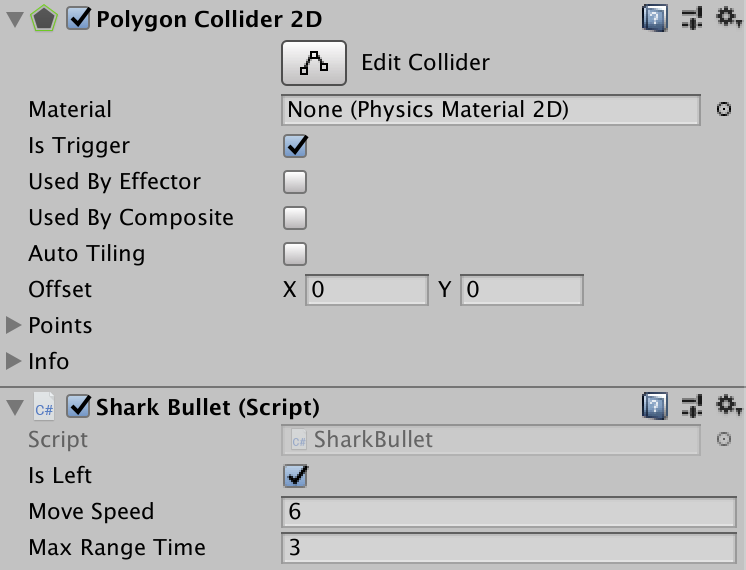 Polygon Collider 2D
Edit Collider
Material None (Physics Material 2D)
Is Trigger
Used By Effector
Used By Composite
Auto Tiling
Offset X 0 Y 0
Points
Info
C# Shark Bullet (Script)
Script C# SharkBullet
Is Left
Move Speed 6
Max Range Time 3